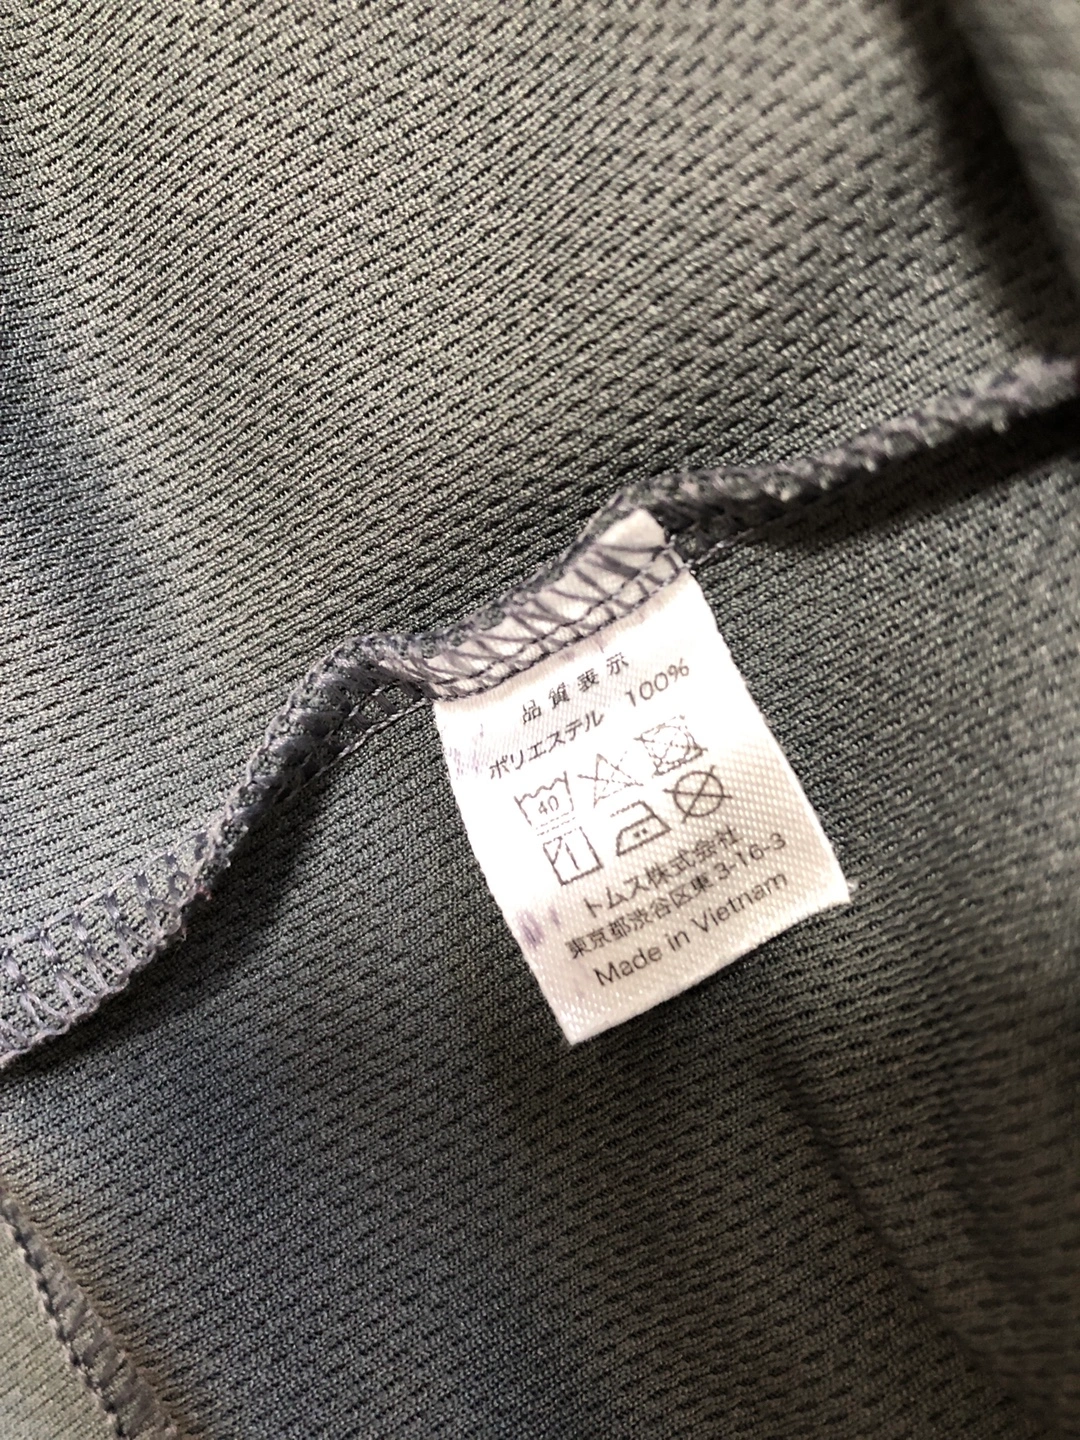 品質表示
ポリエステル 100%
40
トムス株式会社
東京都渋谷区東3-16-3
Made in Vietnam